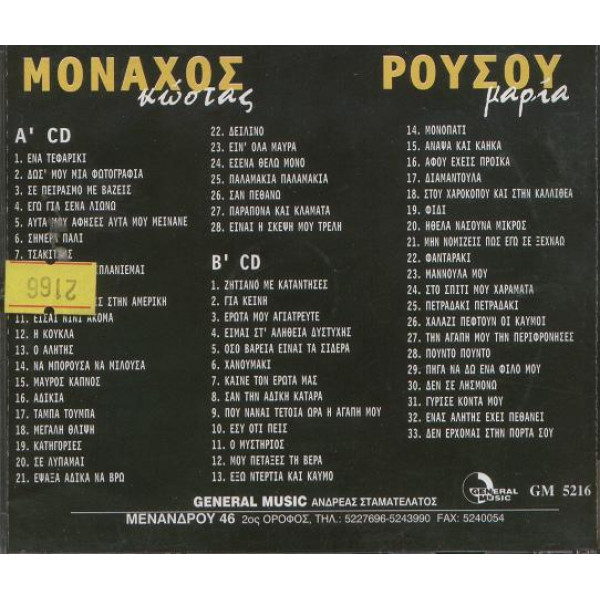 ΜΟΝΑΧΟΣ
κώστας
ΡΟΥΣΟΥ
μαρία
Α' CD
1. ΕΝΑ ΤΕΦΑΡΙΚΙ
2. ΔΩΣ' ΜΟΥ ΜΙΑ ΦΩΤΟΓΡΑΦΙΑ
3. ΣΕ ΠΕΙΡΑΣΜΟ ΜΕ ΒΑΖΕΙΣ
4. ΕΓΩ ΓΙΑ ΣΕΝΑ ΛΙΩΝΩ
5. ΑΥΤΑ ΜΟΥ ΑΦΗΣΕΣ ΑΥΤΑ ΜΟΥ ΜΕΙΝΑΝΕ
6. ΣΗΜΕΡΑ ΠΑΛΙ
7. ΤΣΑΚΙΤΖΗΣ
ΠΛΑΝΙΕΜΑΙ
2166
ΣΤΗΝ ΑΜΕΡΙΚΗ
11. ΕΙΣΑΙ ΝΙΝΙ ΑΚΟΜΑ
12. Η ΚΟΥΚΛΑ
13. Ο ΑΛΗΤΗΣ
14. ΝΑ ΜΠΟΡΟΥΣΑ ΝΑ ΜΙΛΟΥΣΑ
15. ΜΑΥΡΟΣ ΚΑΠΝΟΣ
16. ΑΔΙΚΙΑ
17. ΤΑΜΠΑ ΤΟΥΜΠΑ
18. ΜΕΓΑΛΗ ΘΛΙΨΗ
19. ΚΑΤΗΓΟΡΙΕΣ
20. ΣΕ ΛΥΠΑΜΑΙ
21. ΕΨΑΞΑ ΑΔΙΚΑ ΝΑ ΒΡΩ
22. ΔΕΙΛΙΝΟ
23. ΕΙΝ' ΟΛΑ ΜΑΥΡΑ
24. ΕΣΕΝΑ ΘΕΛΩ ΜΟΝΟ
25. ΠΑΛΑΜΑΚΙΑ ΠΑΛΑΜΑΚΙΑ
26. ΣΑΝ ΠΕΘΑΝΩ
27. ΠΑΡΑΠΟΝΑ ΚΑΙ ΚΛΑΜΑΤΑ
28. ΕΙΝΑΙ Η ΣΚΕΨΗ ΜΟΥ ΤΡΕΛΗ
Β' CD
1. ΖΗΤΙΑΝΟ ΜΕ ΚΑΤΑΝΤΗΣΕΣ
2. ΓΙΑ ΚΕΙΝΗ
3. ΕΡΩΤΑ ΜΟΥ ΑΓΙΑΤΡΕΥΤΕ
4. ΕΙΜΑΙ ΣΤ' ΑΛΗΘΕΙΑ ΔΥΣΤΥΧΗΣ
5. ΟΣΟ ΒΑΡΕΙΑ ΕΙΝΑΙ ΤΑ ΣΙΔΕΡΑ
6. ΧΑΝΟΥΜΑΚΙ
7. ΚΑΙΝΕ ΤΟΝ ΕΡΩΤΑ ΜΑΣ
8. ΣΑΝ ΤΗΝ ΑΔΙΚΗ ΚΑΤΑΡΑ
9. ΠΟΥ ΝΑΝΑΙ ΤΕΤΟΙΑ ΩΡΑ Η ΑΓΑΠΗ ΜΟΥ
10. ΕΣΥ ΟΤΙ ΠΕΙΣ
11. Ο ΜΥΣΤΗΡΙΟΣ
12. ΜΟΥ ΠΕΤΑΞΕΣ ΤΗ ΒΕΡΑ
13. ΕΞΩ ΝΤΕΡΤΙΑ ΚΑΙ ΚΑΥΜΟ
14. ΜΟΝΟΠΑΤΙ
15. ΑΝΑΨΑ ΚΑΙ ΚΑΗΚΑ
16. ΑΦΟΥ ΕΧΕΙΣ ΠΡΟΙΚΑ
17. ΔΙΑΜΑΝΤΟΥΛΑ
18. ΣΤΟΥ ΧΑΡΟΚΟΠΟΥ ΚΑΙ ΣΤΗΝ ΚΑΛΛΙΘΕΑ
19. ΦΙΔΙ
20. ΗΘΕΛΑ ΝΑΣΟΥΝΑ ΜΙΚΡΟΣ
21. ΜΗΝ ΝΟΜΙΖΕΙΣ ΠΩΣ ΕΓΩ ΣΕ ΞΕΧΝΑΩ
22. ΦΑΝΤΑΡΑΚΙ
23. ΜΑΝΝΟΥΛΑ ΜΟΥ
24. ΣΤΟ ΣΠΙΤΙ ΜΟΥ ΧΑΡΑΜΑΤΑ
25. ΠΕΤΡΑΔΑΚΙ ΠΕΤΡΑΔΑΚΙ
26. ΧΑΛΑΖΙ ΠΕΦΤΟΥΝ ΟΙ ΚΑΥΜΟΙ
27. ΤΗΝ ΑΓΑΠΗ ΜΟΥ ΤΗΝ ΠΕΡΙΦΡΟΝΗΣΕΣ
28. ΠΟΥΝΤΟ ΠΟΥΝΤΟ
29. ΠΗΓΑ ΝΑ ΔΩ ΕΝΑ ΦΙΛΟ ΜΟΥ
30. ΔΕΝ ΣΕ ΛΗΣΜΟΝΩ
31. ΓΥΡΙΣΕ ΚΟΝΤΑ ΜΟΥ
32. ΕΝΑΣ ΑΛΗΤΗΣ ΕΧΕΙ ΠΕΘΑΝΕΙ
33. ΔΕΝ ΕΡΧΟΜΑΙ ΣΤΗΝ ΠΟΡΤΑ ΣΟΥ
GENERAL
MUSIC
GM 5216
GENERAL MUSIC ΑΝΔΡΕΑΣ ΣΤΑΜΑΤΕΛΑΤΟΣ
ΜΕΝΑΝΔΡΟΥ 46 2ος ΟΡΟΦΟΣ, ΤΗΛ.: 5227696-5243990 FAX: 5240054